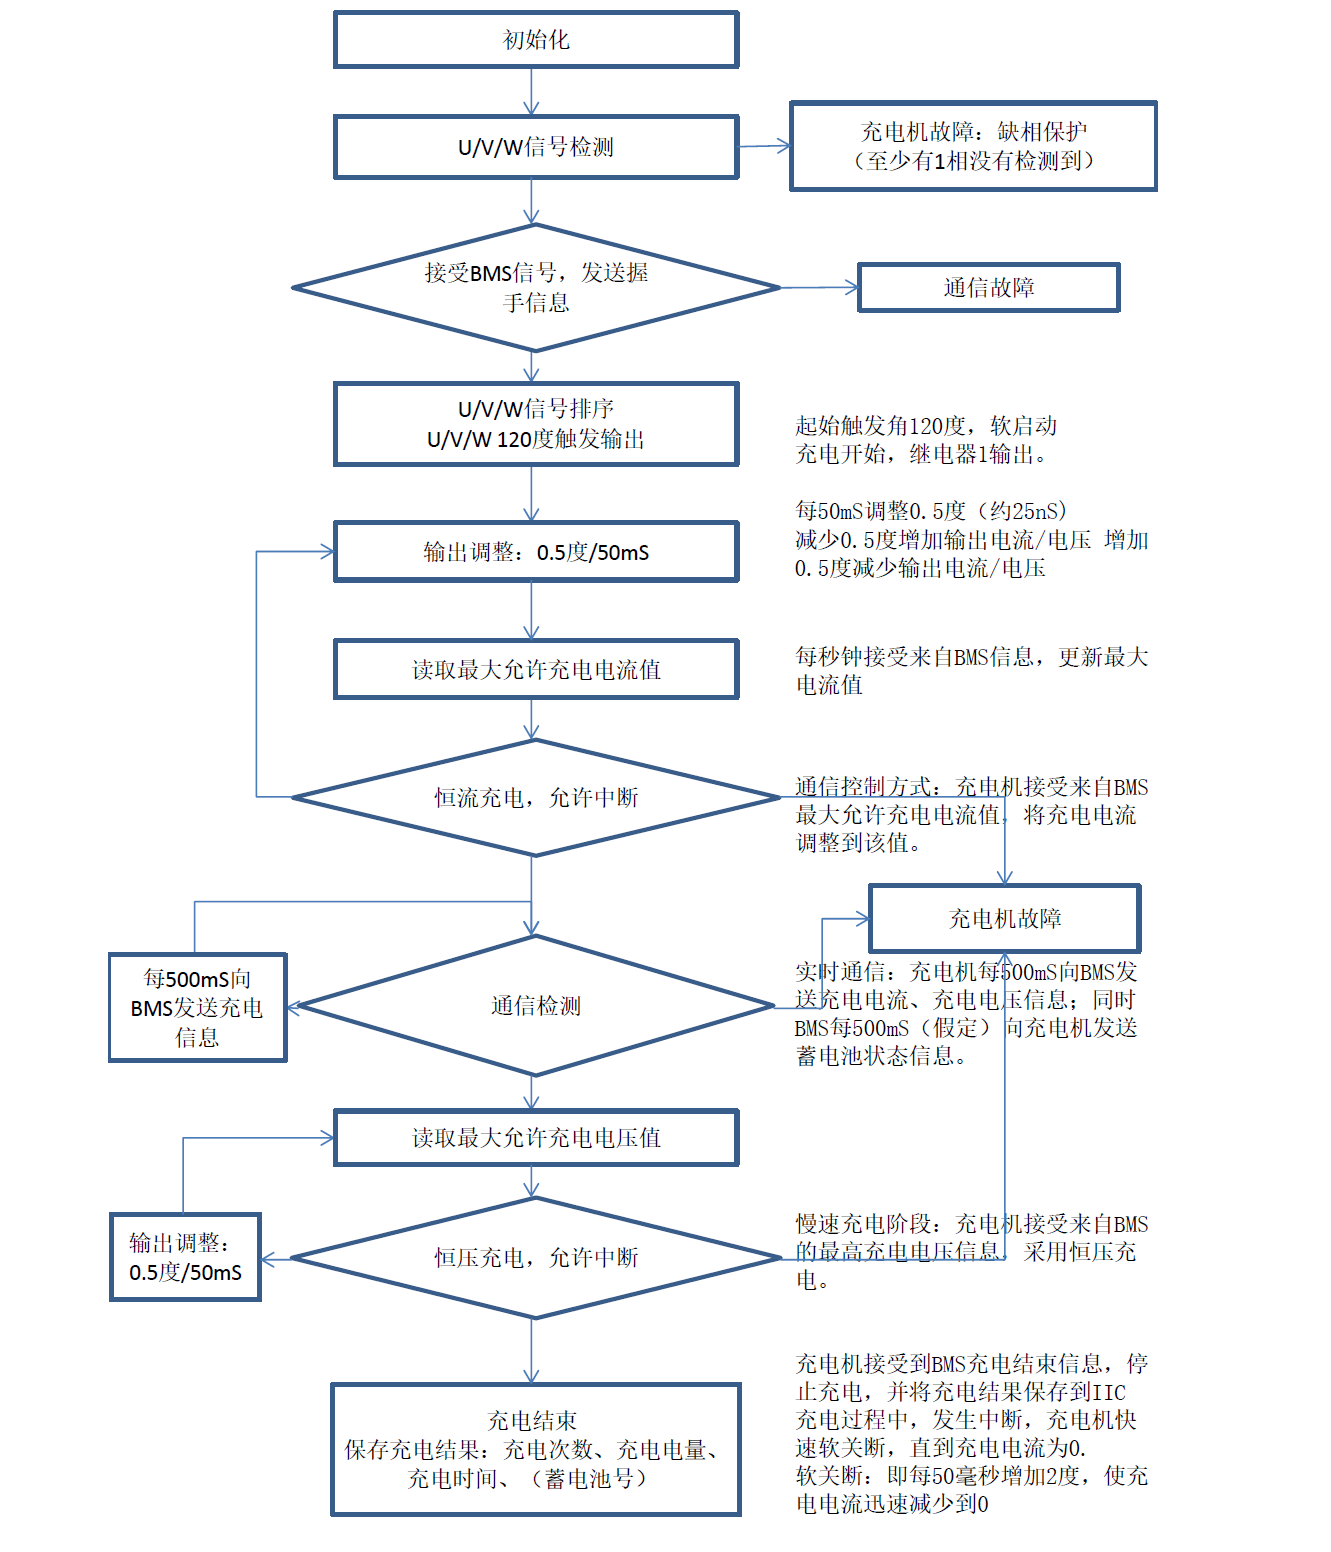 初始化
U/V/W信号检测
充电机故障：缺相保护
（至少有1相没有检测到）
接受BMS信号，发送握
手信息
通信故障
U/V/W信号排序
U/V/W 120度触发输出
起始触发角120度，软启动
充电开始，继电器1输出。
每50mS调整0.5度（约25nS)
减少0.5度增加输出电流/电压 增加
0.5度减少输出电流/电压
输出调整：0.5度/50mS
读取最大允许充电电流值
每秒钟接受来自BMS信息，更新最大
电流值
恒流充电，允许中断
通信控制方式：充电机接受来自BMS
最大允许充电电流值，将充电电流
调整到该值。
充电机故障
每500mS向
BMS发送充电
信息
通信检测
实时通信：充电机每500mS向BMS发
送充电电流、充电电压信息；同时
BMS每500mS（假定）向充电机发送
蓄电池状态信息。
读取最大允许充电电压值
输出调整：
0.5度/50mS
恒压充电，允许中断
慢速充电阶段：充电机接受来自BMS
的最高充电电压信息，采用恒压充
电。
充电结束
保存充电结果：充电次数、充电电量、
充电时间、（蓄电池号）
充电机接受到BMS充电结束信息，停
止充电，并将充电结果保存到IIC
充电过程中，发生中断，充电机快
速软关断，直到充电电流为0.
软关断：即每50毫秒增加2度，使充
电电流迅速减少到0